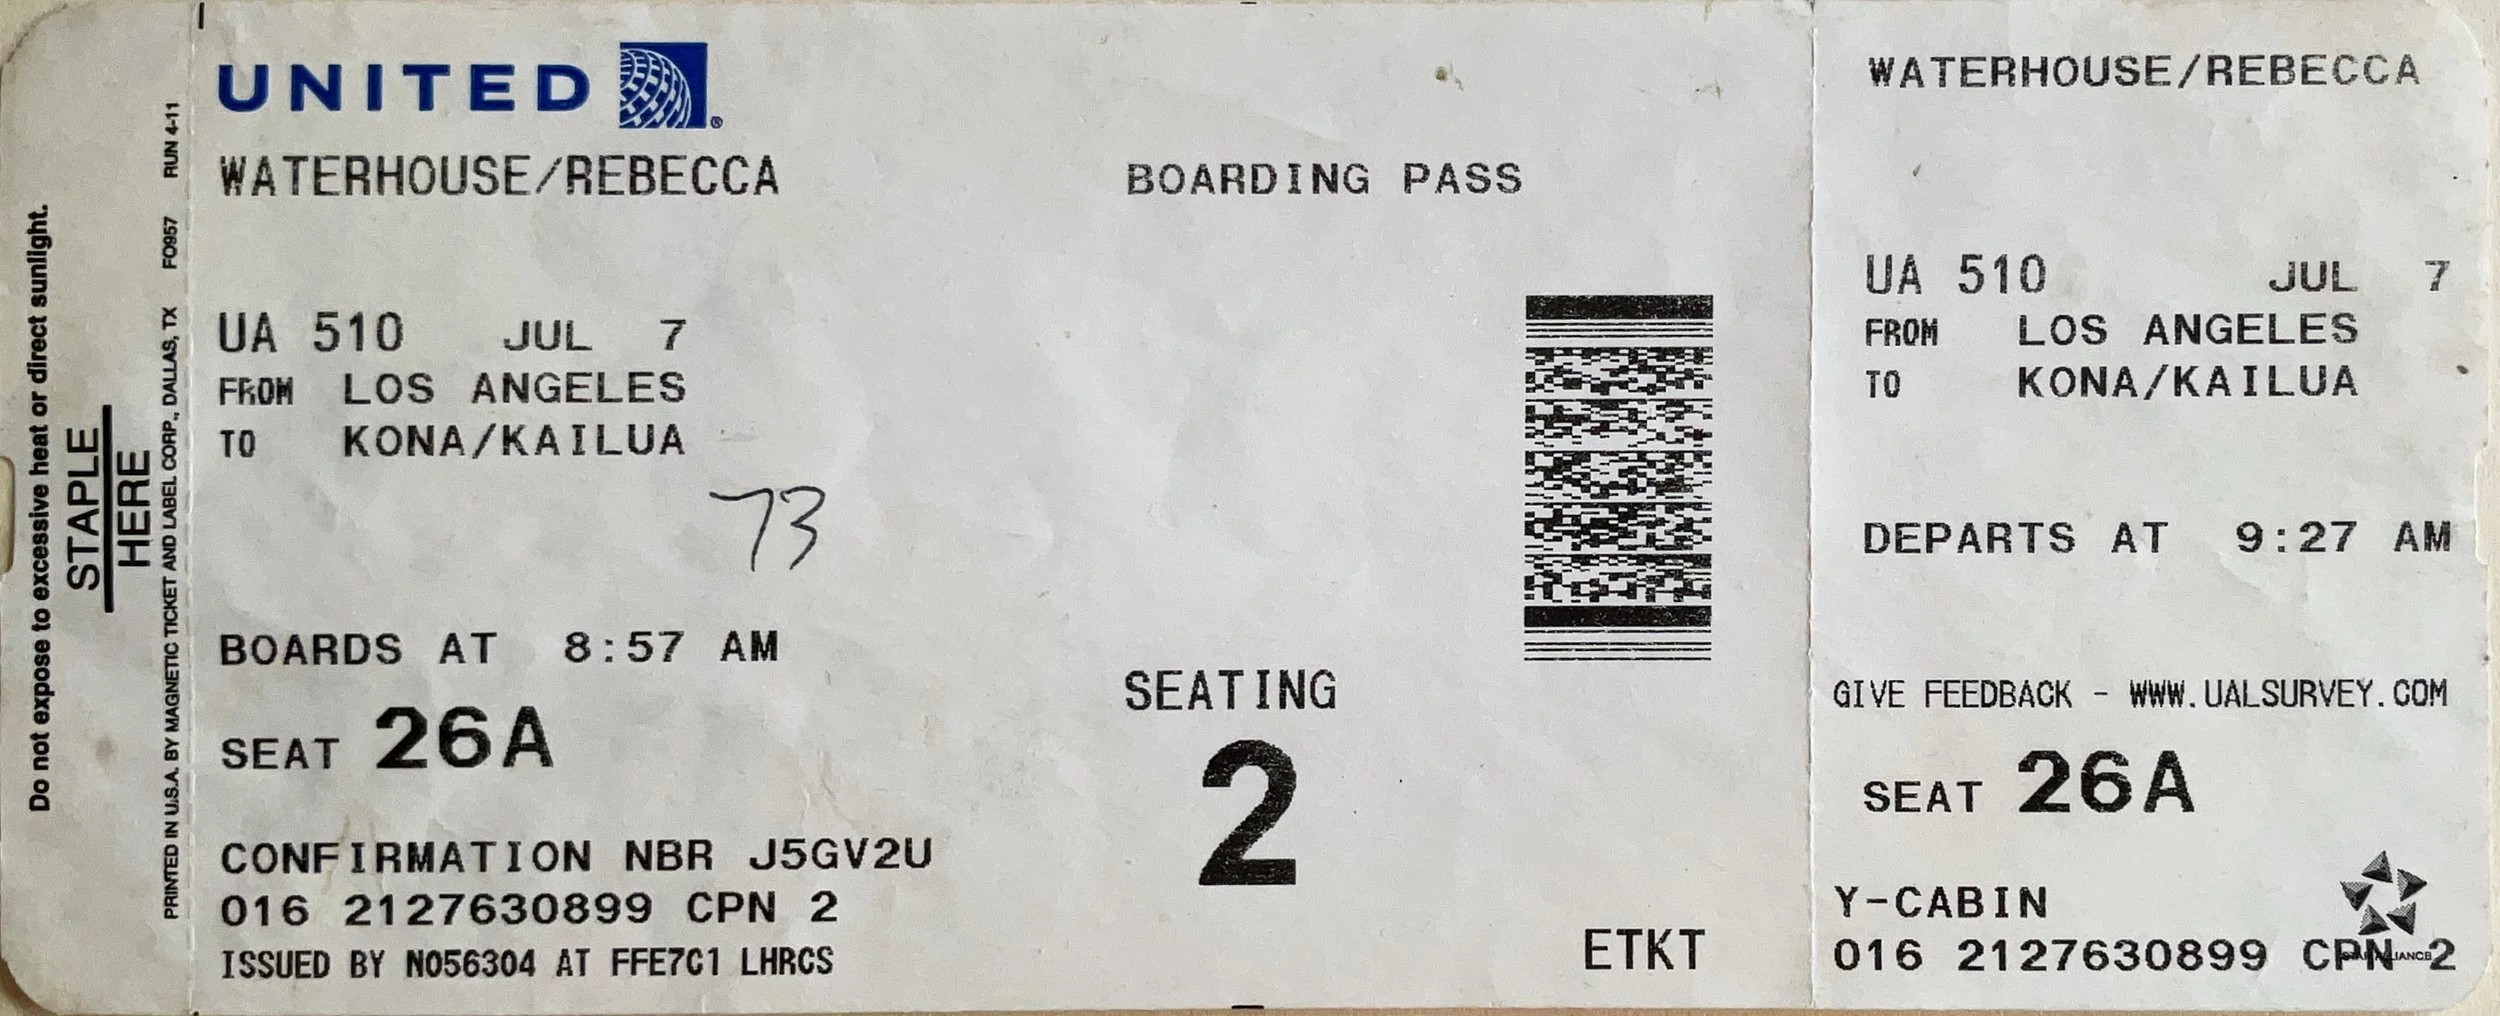 Do not expose to excessive heat or direct sunlight.
STAPLE
HERE
PRINTED IN U.S.A. BY MAGNETIC TICKET AND LABEL CORP., DALLAS, TX FO957 RUN 4-11
UNITED ®
WATERHOUSE/REBECCA
BOARDING PASS
UA 510 JUL 7
FROM LOS ANGELES
TO KONA/KAILUA
73
BOARDS AT 8:57 AM
SEAT 26A
SEATING
2
CONFIRMATION NBR J5GV2U
016 2127630899 CPN 2
ISSUED BY N056304 AT FFE7C1 LHRCS
ETKT
WATERHOUSE/REBECCA
UA 510 JUL 7
FROM LOS ANGELES
TO KONA/KAILUA
DEPARTS AT 9:27 AM
GIVE FEEDBACK - WWW.UALSURVEY.COM
SEAT 26A
Y-CABIN
016 2127630899 CPN 2